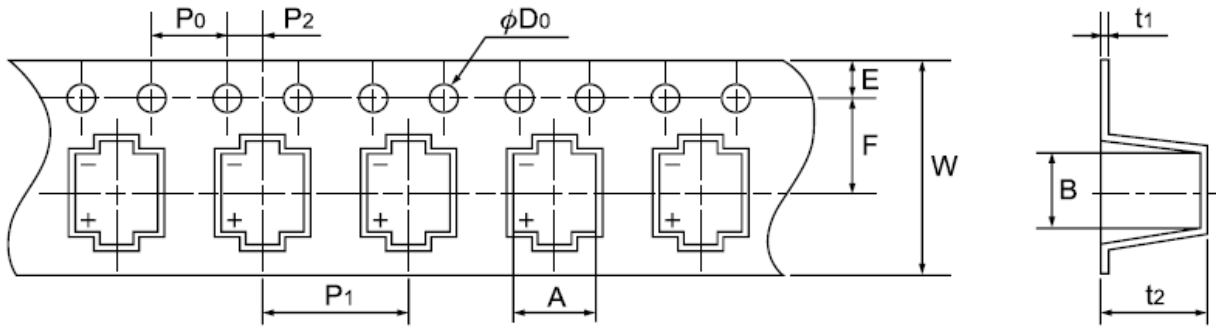 P0 P2 φD0 t1
E
F
W
B
− − − − −
+ + + + +
P1 A t2